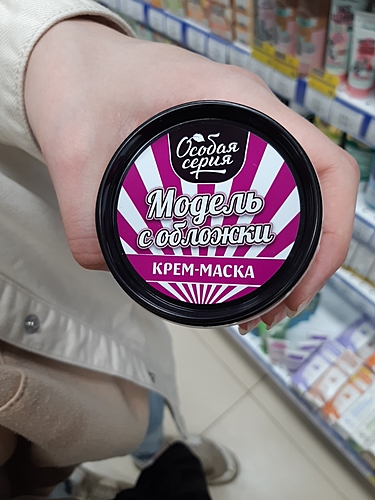 Особая
серия
Модель
с обложки
КРЕМ-МАСКА